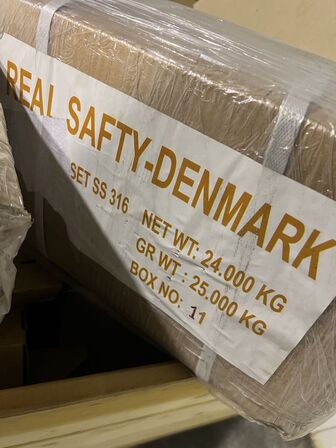 REAL SAFTY-DENMARK
SET SS 316
NET WT: 24.000 KG
GR WT : 25.000 KG
BOX NO: 11